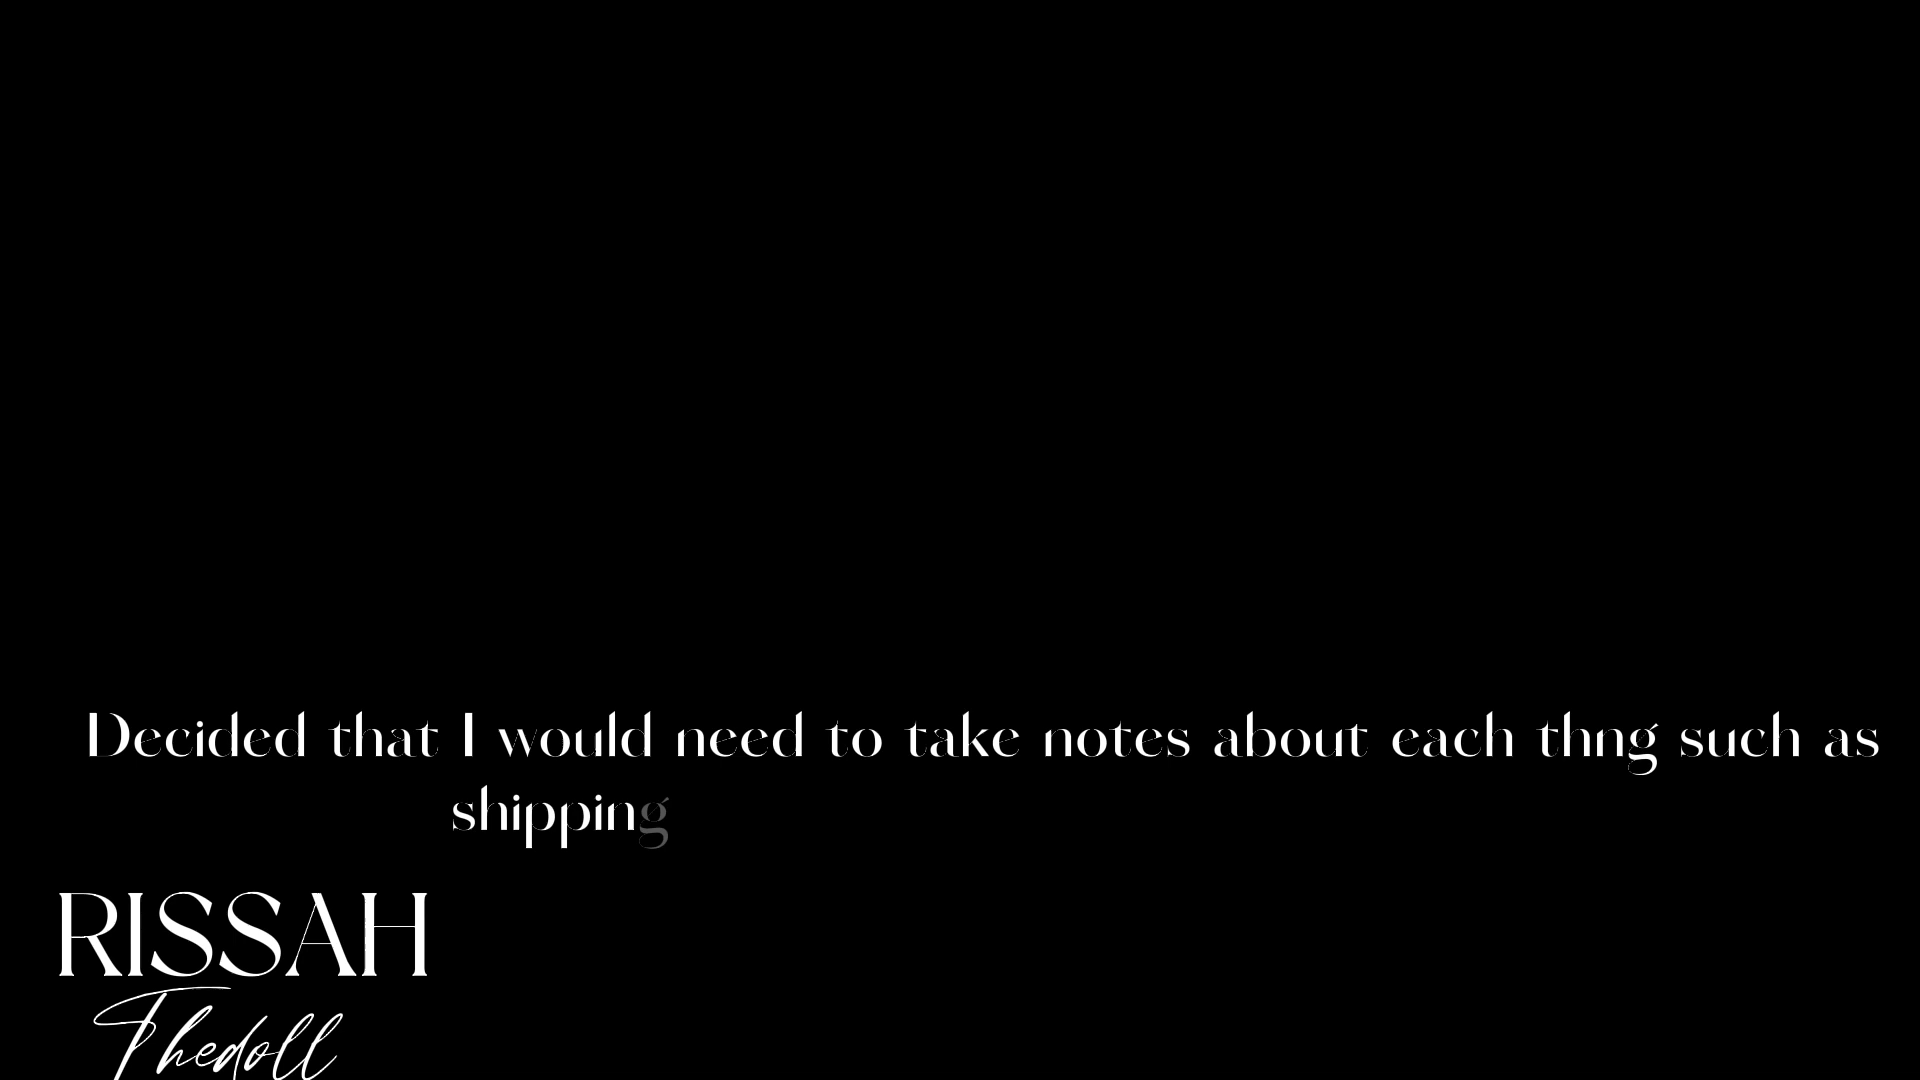 Decided that I would need to take notes about each thng such as
shipping
RISSAH
Thedoll